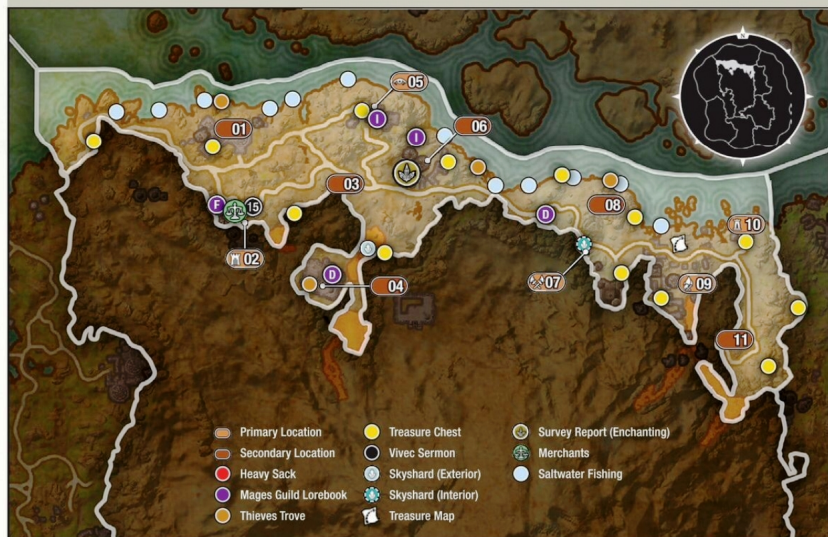 05
I
I
01
06
03
F
15
08
D
10
02
D
04
07
09
11
Primary Location
Secondary Location
Heavy Sack
Mages Guild Lorebook
Thieves Trove
Treasure Chest
Vivec Sermon
Skyshard (Exterior)
Skyshard (Interior)
Treasure Map
Survey Report (Enchanting)
Merchants
Saltwater Fishing